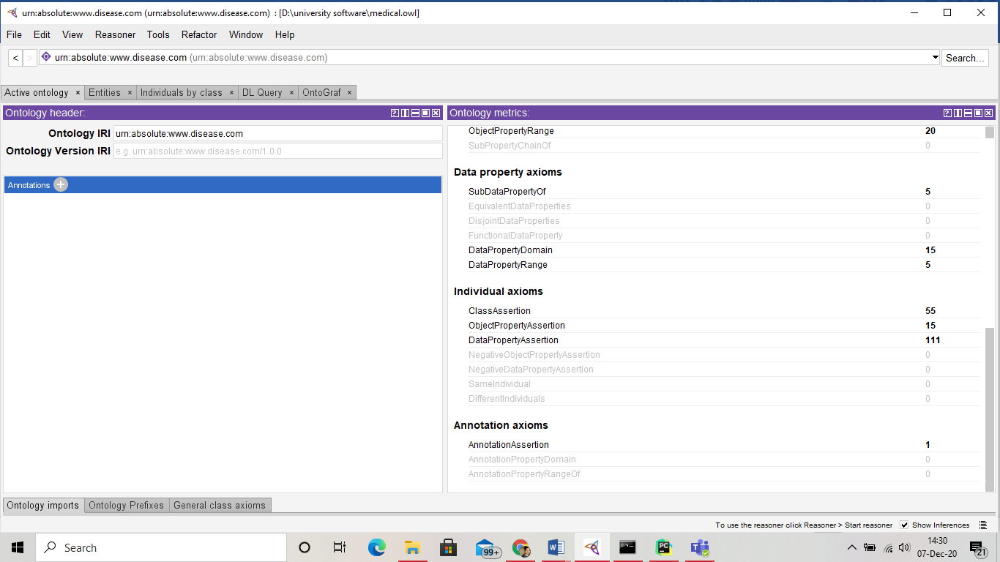 urn:absolute:www.disease.com (urn:absolute:www.disease.com)  : [D:\university software\medical.owl]
File Edit View Reasoner Tools Refactor Window Help
< > urn:absolute:www.disease.com (urn:absolute:www.disease.com) Search...
Active ontology × Entities × Individuals by class × DL Query × OntoGraf ×
Ontology header:
Ontology IRI urn:absolute:www.disease.com
Ontology Version IRI e.g. urn:absolute:www.disease.com/1.0.0
Annotations +
Ontology metrics:
ObjectPropertyRange 20
SubPropertyChainOf 0
Data property axioms
SubDataPropertyOf 5
EquivalentDataProperties 0
DisjointDataProperties 0
FunctionalDataProperty 0
DataPropertyDomain 15
DataPropertyRange 5
Individual axioms
ClassAssertion 55
ObjectPropertyAssertion 15
DataPropertyAssertion 111
NegativeObjectPropertyAssertion 0
NegativeDataPropertyAssertion 0
SameIndividual 0
DifferentIndividuals 0
Annotation axioms
AnnotationAssertion 1
AnnotationPropertyDomain 0
AnnotationPropertyRangeOf 0
Ontology imports Ontology Prefixes General class axioms
To use the reasoner click Reasoner > Start reasoner Show Inferences
Search 99+ W PC 14:30
07-Dec-20 21